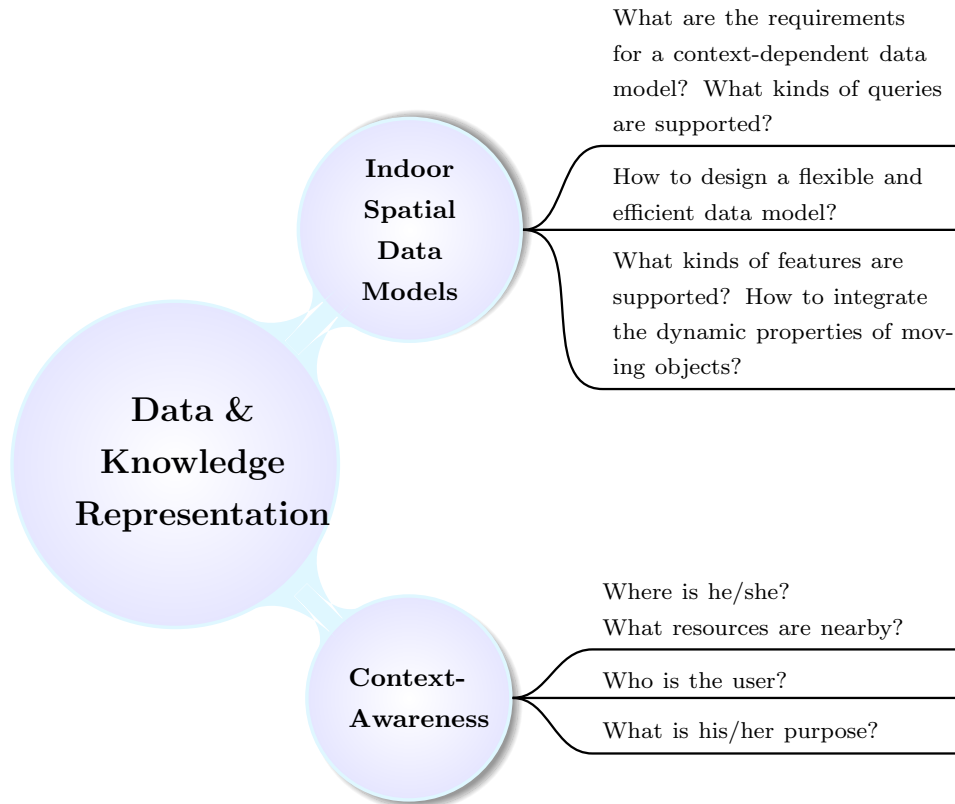 Data &
Knowledge
Representation
Indoor
Spatial
Data
Models
What are the requirements
for a context-dependent data
model? What kinds of queries
are supported?
How to design a flexible and
efficient data model?
What kinds of features are
supported? How to integrate
the dynamic properties of mov-
ing objects?
Context-
Awareness
Where is he/she?
What resources are nearby?
Who is the user?
What is his/her purpose?